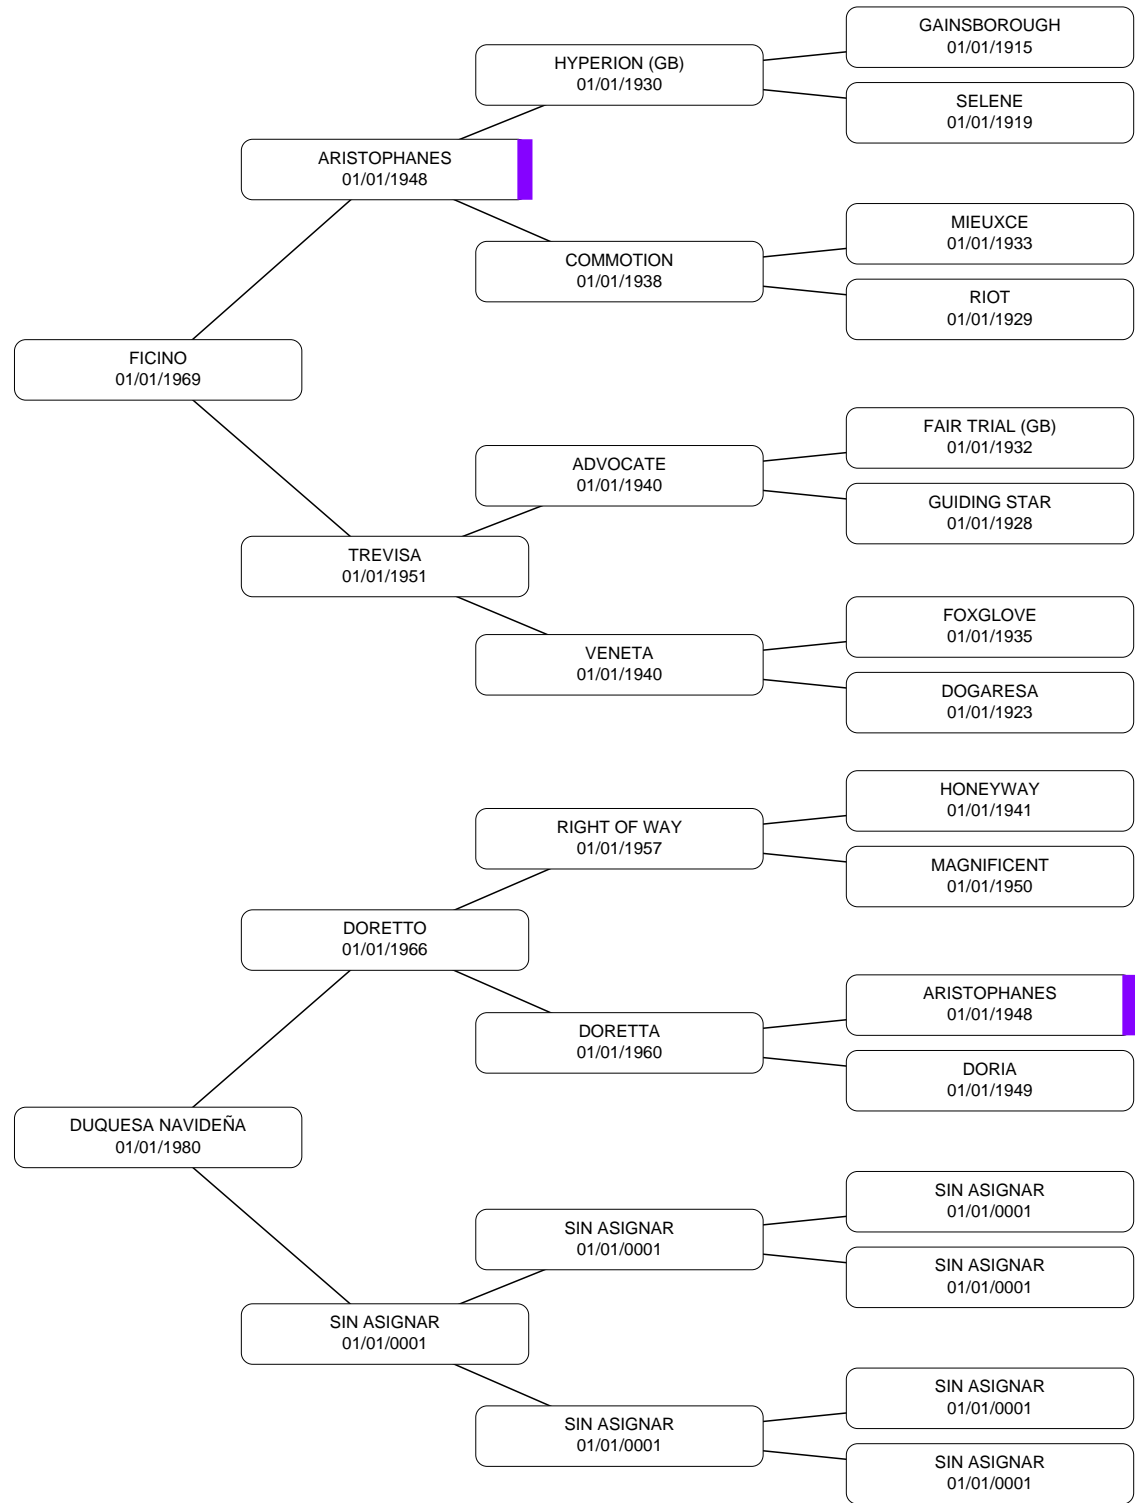 GAINSBOROUGH
01/01/1915
HYPERION (GB)
01/01/1930
SELENE
01/01/1919
ARISTOPHANES
01/01/1948
MIEUXCE
01/01/1933
COMMOTION
01/01/1938
RIOT
01/01/1929
FICINO
01/01/1969
FAIR TRIAL (GB)
01/01/1932
ADVOCATE
01/01/1940
GUIDING STAR
01/01/1928
TREVISA
01/01/1951
FOXGLOVE
01/01/1935
VENETA
01/01/1940
DOGARESA
01/01/1923
HONEYWAY
01/01/1941
RIGHT OF WAY
01/01/1957
MAGNIFICENT
01/01/1950
DORETTO
01/01/1966
ARISTOPHANES
01/01/1948
DORETTA
01/01/1960
DORIA
01/01/1949
DUQUESA NAVIDEÑA
01/01/1980
SIN ASIGNAR
01/01/0001
SIN ASIGNAR
01/01/0001
SIN ASIGNAR
01/01/0001
SIN ASIGNAR
01/01/0001
SIN ASIGNAR
01/01/0001
SIN ASIGNAR
01/01/0001
SIN ASIGNAR
01/01/0001